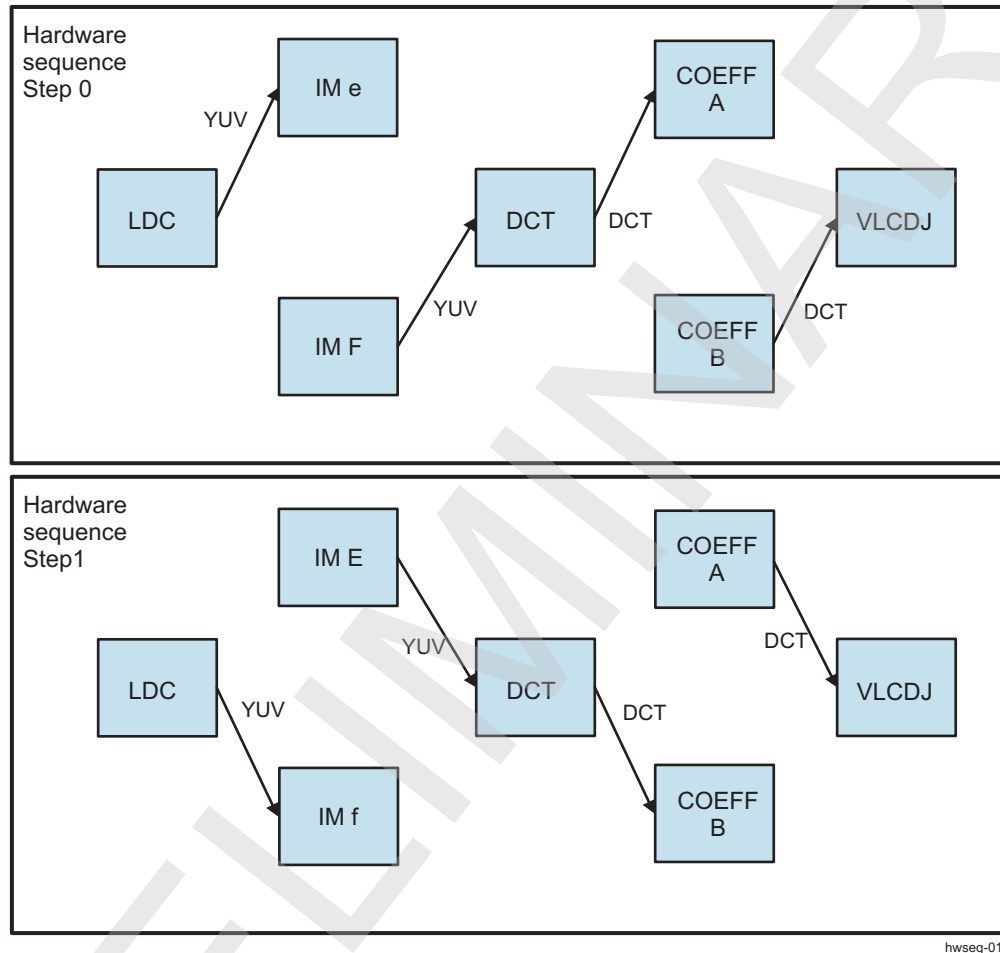 Hardware
sequence
Step 0
IM e
COEFF
A
YUV
LDC
DCT
DCT
VLCDJ
YUV
DCT
IM F
COEFF
B
Hardware
sequence
Step1
IM E
COEFF
A
YUV
DCT
LDC
YUV
DCT
DCT
VLCDJ
IM f
COEFF
B
hwseq-01
ELIMINAR